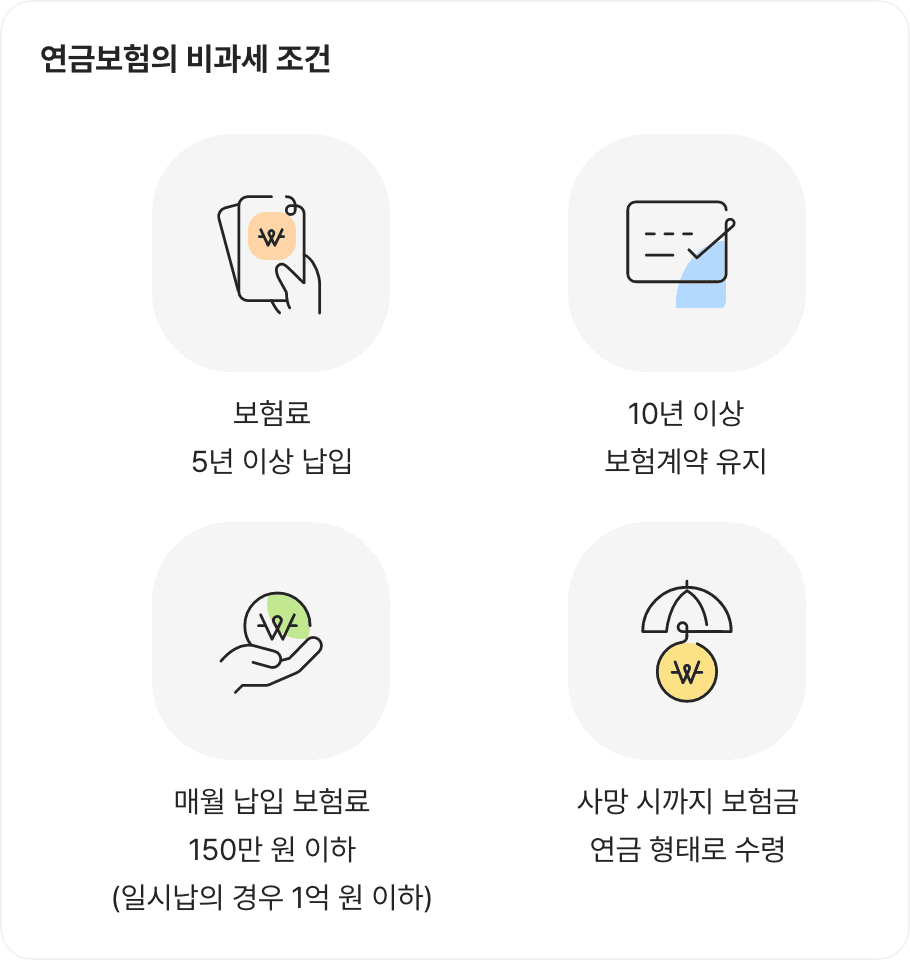 연금보험의 비과세 조건
보험료
5년 이상 납입
10년 이상
보험계약 유지
매월 납입 보험료
150만 원 이하
(일시납의 경우 1억 원 이하)
사망 시까지 보험금
연금 형태로 수령